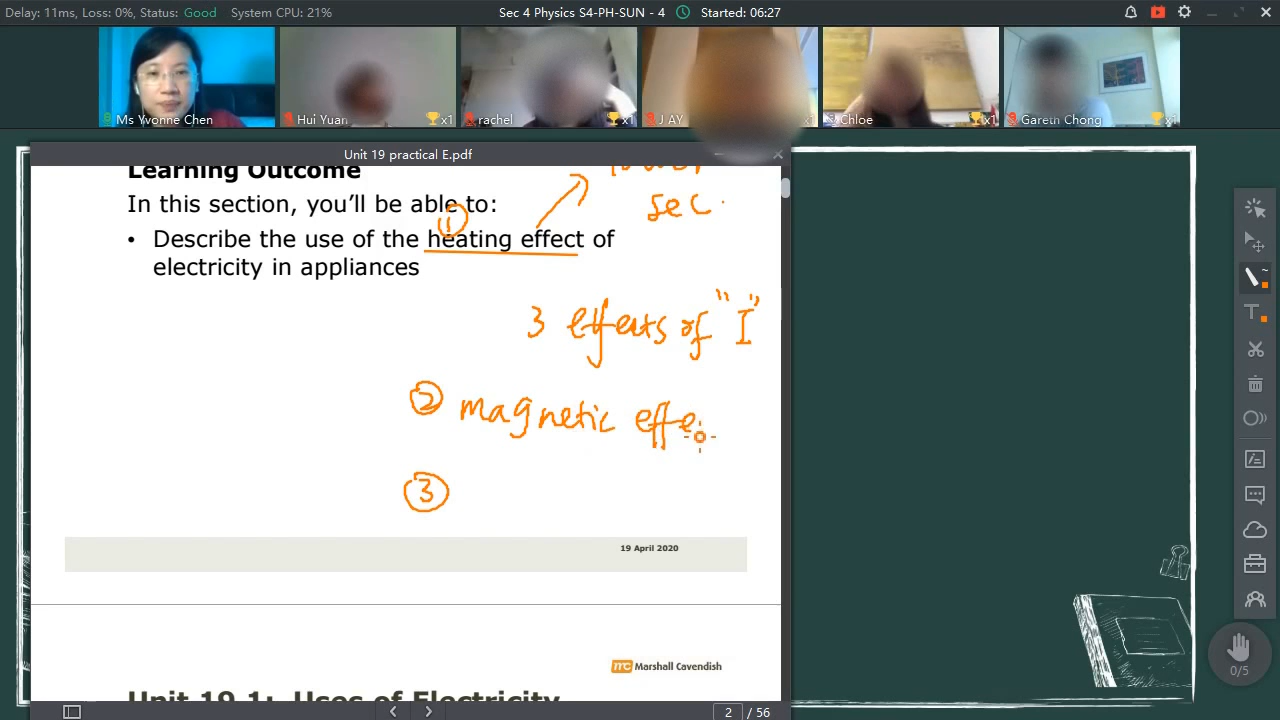 Delay: 11ms, Loss: 0%, Status: Good System CPU: 21%
Sec 4 Physics S4-PH-SUN - 4 Started: 06:27
Ms Yvonne Chen
Hui Yuan x1
rachel x1
J AY x1
Chloe x1
Gareth Chong x1
Unit 19 practical E.pdf
Learning Outcome
In this section, you'll be able to:
sec.
①
• Describe the use of the heating effect of
electricity in appliances
3 effects of "I"
② magnetic effe
③
19 April 2020
MC Marshall Cavendish
Unit 19.1: Uses of Electricity
2 / 56
T
0/5